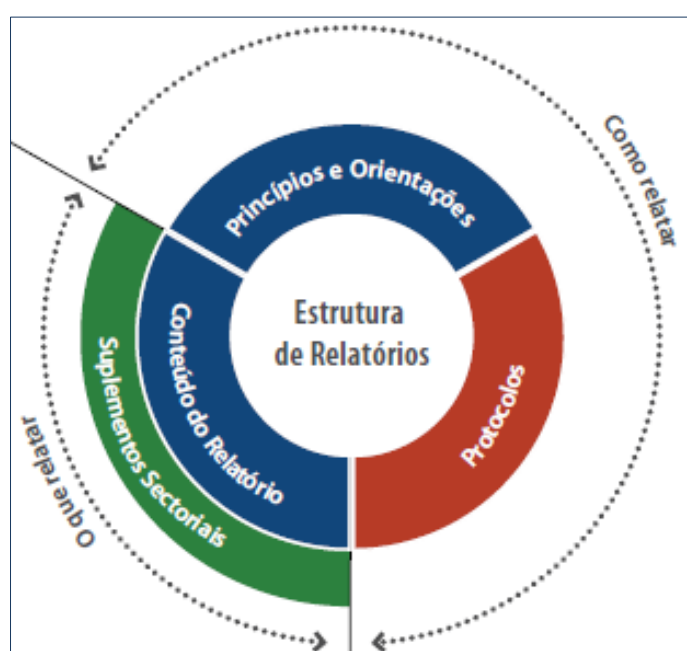 Como relatar
Princípios e Orientações
Estrutura
de Relatórios
Conteúdo do Relatório
Suplementos Sectoriais
Protocolos
O que relatar